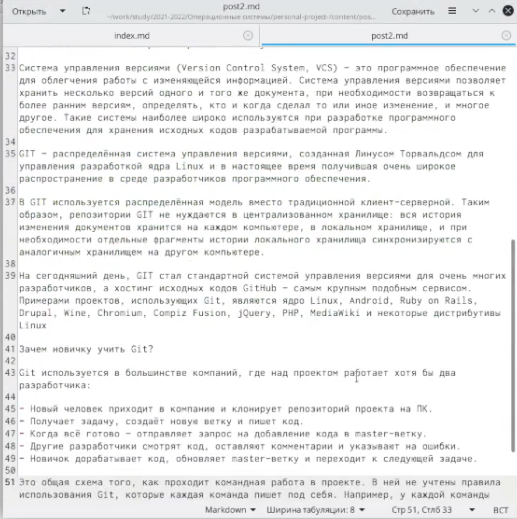 Открыть
post2.md
~/work/study/2021-2022/Операционные системы/personal-project-/content/pos...
Сохранить
index.md
post2.md
32
33 Система управления версиями (Version Control System, VCS) – это программное обеспечение
для облегчения работы с изменяющейся информацией. Система управления версиями позволяет
хранить несколько версий одного и того же документа, при необходимости возвращаться к
более ранним версиям, определять, кто и когда сделал то или иное изменение, и многое
другое. Такие системы наиболее широко используются при разработке программного
обеспечения для хранения исходных кодов разрабатываемой программы.
34
35 GIT – распределённая система управления версиями, созданная Линусом Торвальдсом для
управления разработкой ядра Linux и в настоящее время получившая очень широкое
распространение в среде разработчиков программного обеспечения.
36
37 В GIT используется распределённая модель вместо традиционной клиент-серверной. Таким
образом, репозитории GIT не нуждаются в централизованном хранилище: вся история
изменения документов хранится на каждом компьютере, в локальном хранилище, и при
необходимости отдельные фрагменты истории локального хранилища синхронизируются с
аналогичным хранилищем на другом компьютере.
38
39 На сегодняшний день, GIT стал стандартной системой управления версиями для очень многих
разработчиков, а хостинг исходных кодов GitHub – самым крупным подобным сервисом.
Примерами проектов, использующих Git, являются ядро Linux, Android, Ruby on Rails,
Drupal, Wine, Chromium, Compiz Fusion, jQuery, PHP, MediaWiki и некоторые дистрибутивы
Linux
40
41 Зачем новичку учить Git?
42
43 Git используется в большинстве компаний, где над проектом работает хотя бы два
разработчика:
44
45 - Новый человек приходит в компанию и клонирует репозиторий проекта на ПК.
46 - Получает задачу, создаёт новую ветку и пишет код.
47 - Когда всё готово – отправляет запрос на добавление кода в master-ветку.
48 - Другие разработчики смотрят код, оставляют комментарии и указывают на ошибки.
49 - Новичок дорабатывает код, обновляет master-ветку и переходит к следующей задаче.
50
51 Это общая схема того, как проходит командная работа в проекте. В ней не учтены правила
использования Git, которые каждая команда пишет под себя. Например, у каждой команды
Markdown Ширина табуляции: 8 Стр 51, Стлб 33 ВСТ